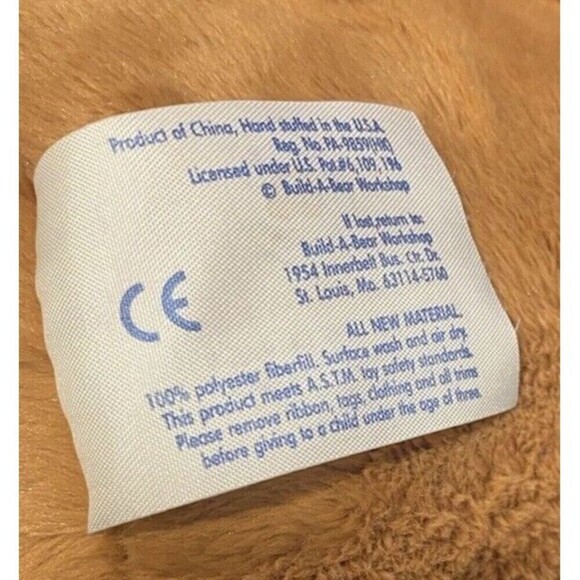 Product of China, Hand stuffed in the U.S.A.
Reg. No. PA-9859(HK)
Licensed under U.S. Pat.#6,109,196
© Build-A-Bear Workshop
If lost,return to:
Build-A-Bear Workshop
1954 Innerbelt Bus. Ctr. Dr.
St. Louis, Mo. 63114-5760
CE
ALL NEW MATERIAL.
100% polyester fiberfill. Surface wash and air dry.
This product meets A.S.T.M. toy safety standards.
Please remove ribbon, tags, clothing and all trims
before giving to a child under the age of three.